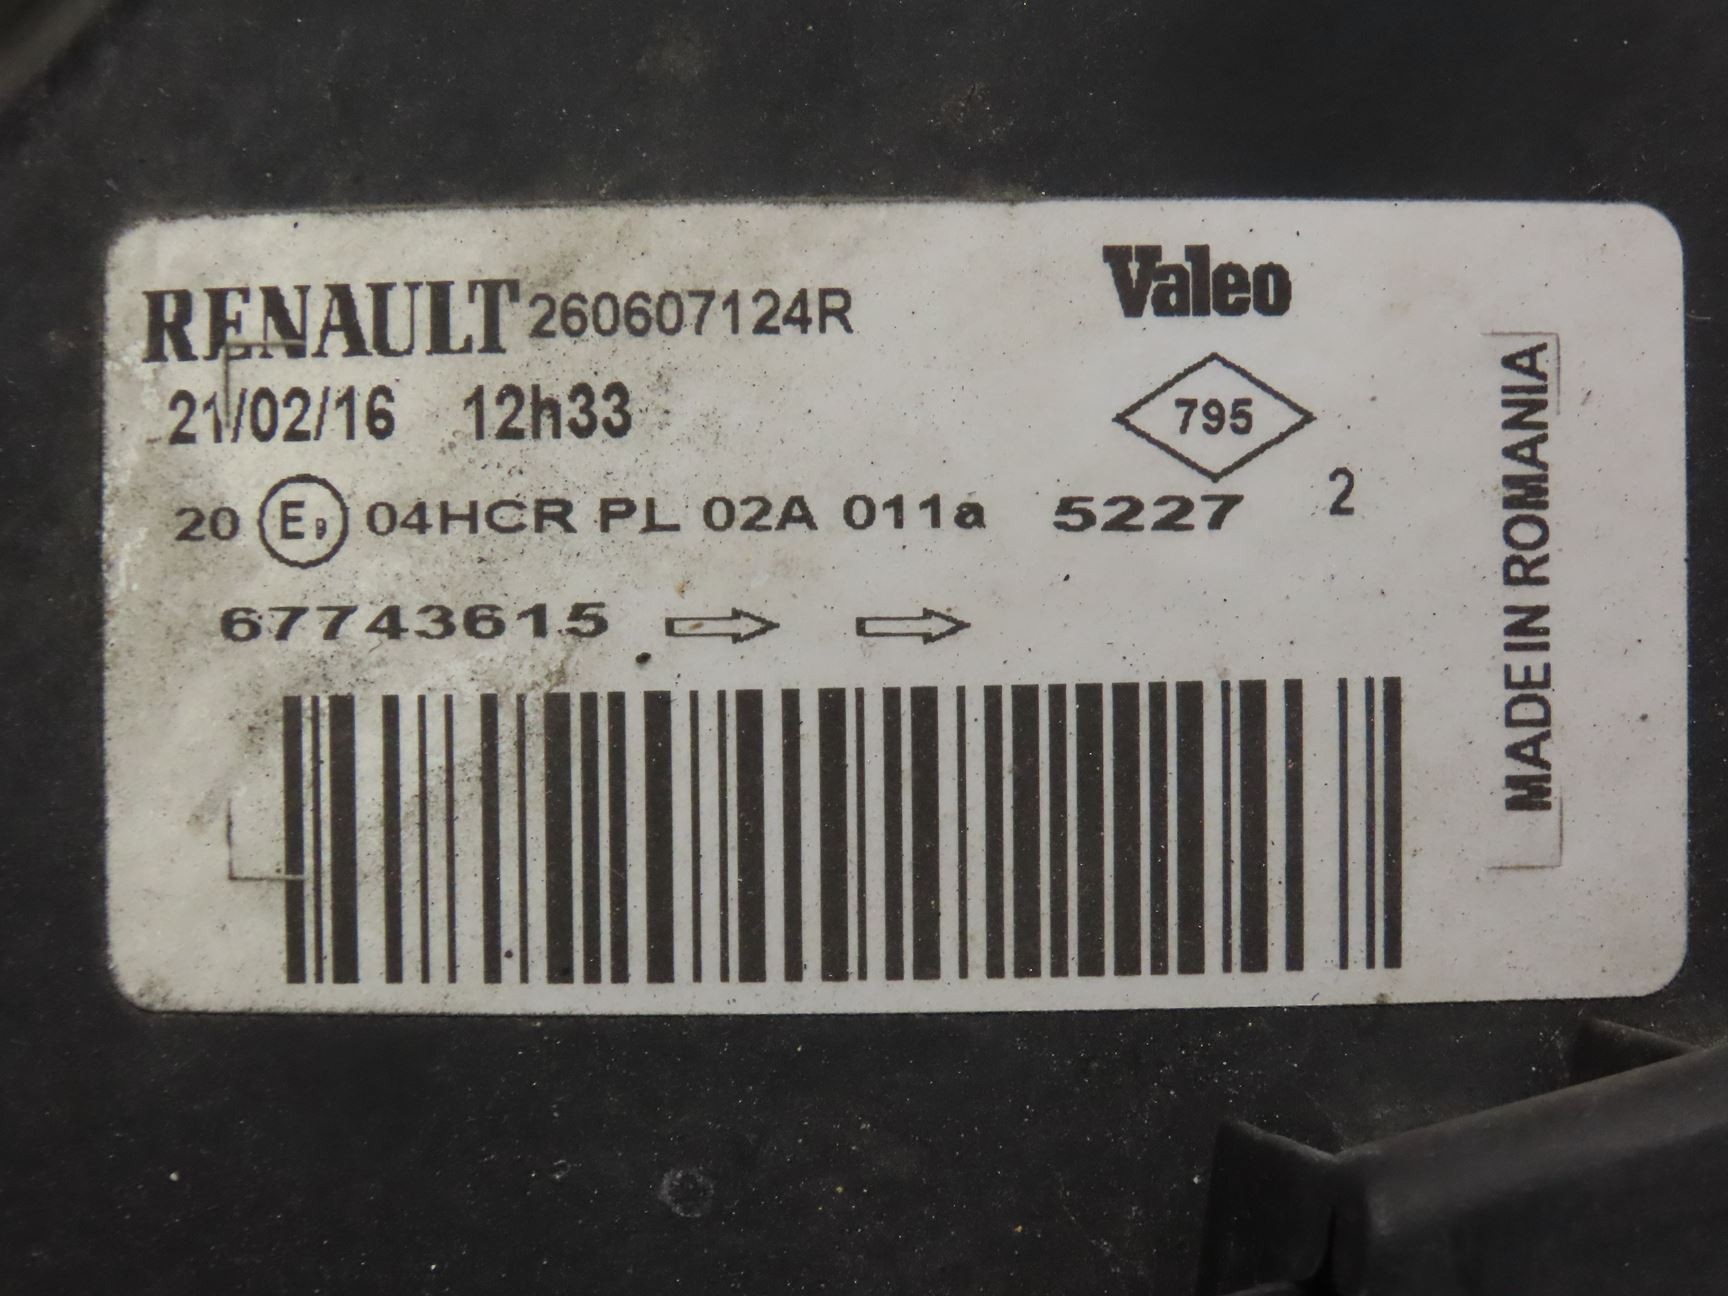 RENAULT 260607124R
Valeo
21/02/16 12h33
795
20 E9 04HCR PL 02A 011a 5227 2
67743615
MADE IN ROMANIA